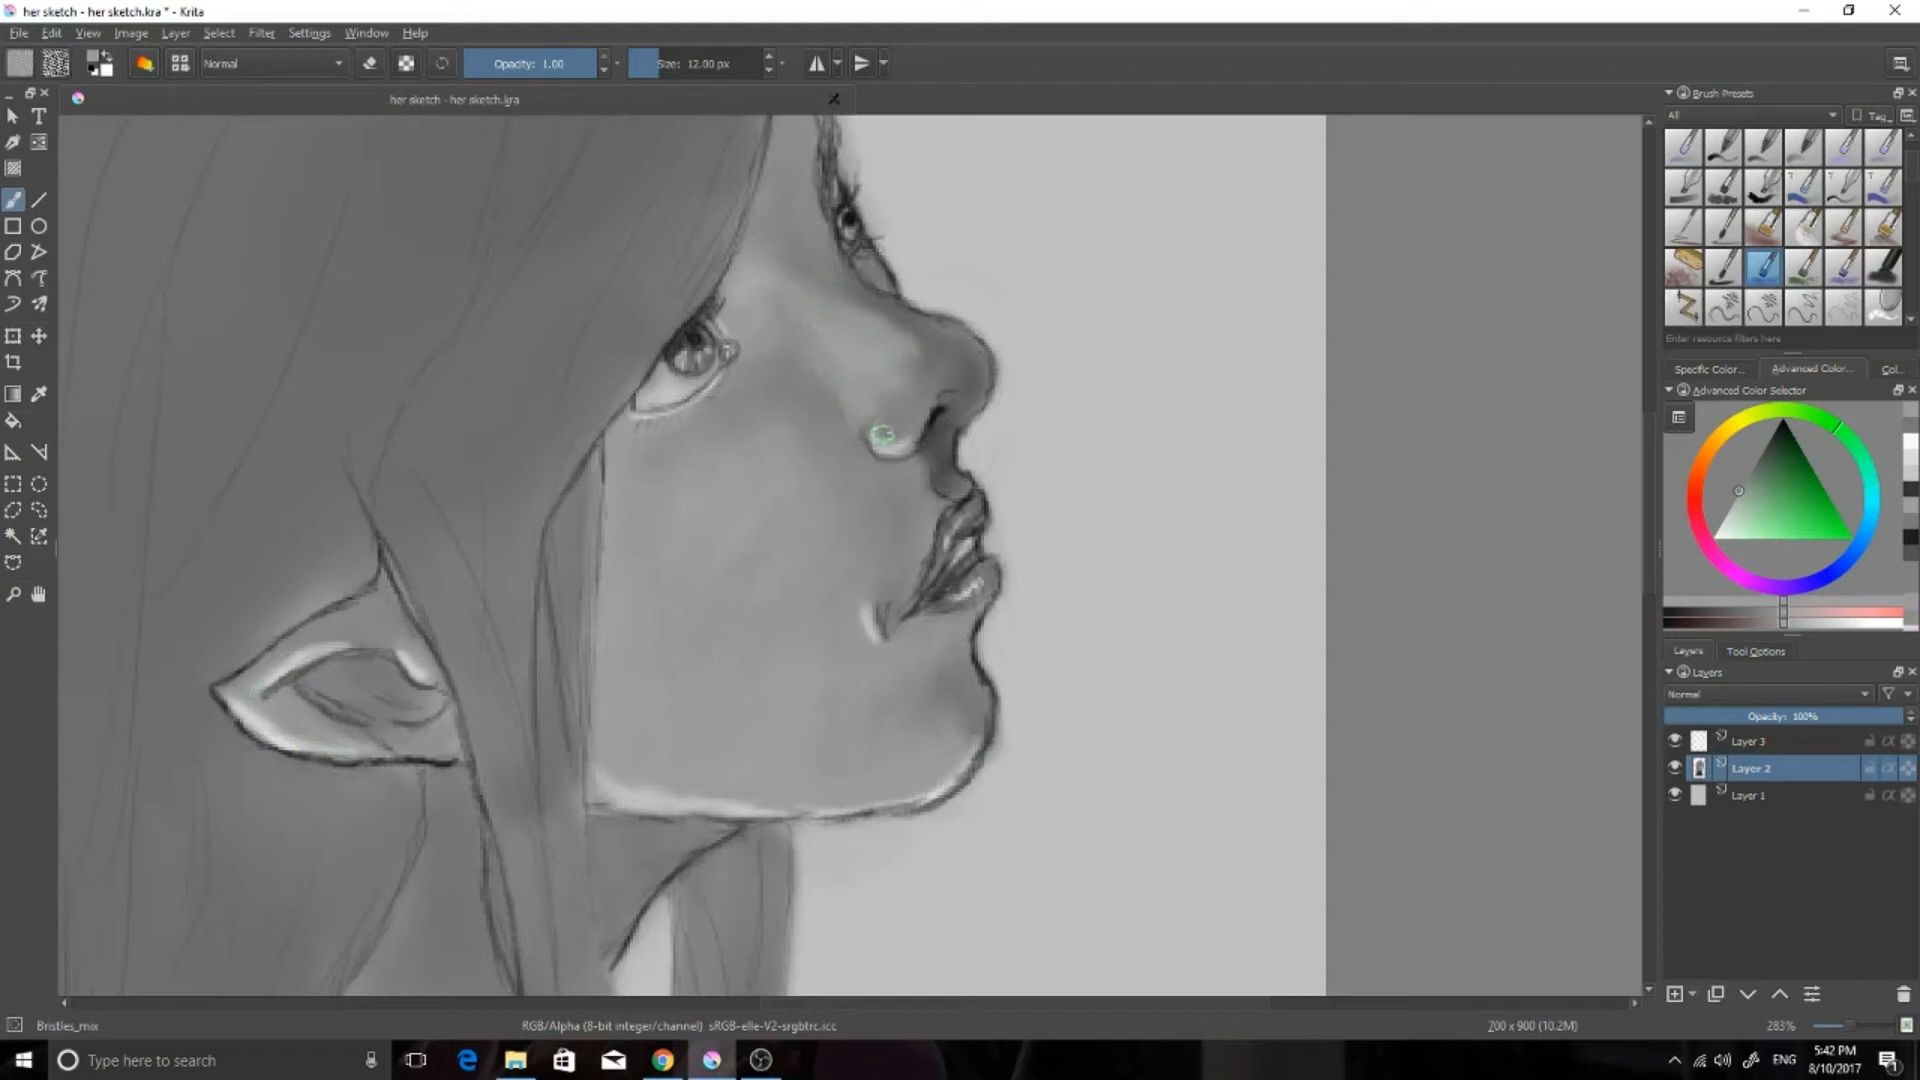 her sketch - her sketch.kra * - Krita
File Edit View Image Layer Select Filter Settings Window Help
Normal
Opacity: 1.00
Size: 12.00 px
her sketch - her sketch.kra
Brush Presets
All
Tag
T
Enter resource filters here
Specific Color...
Advanced Color...
Col...
Advanced Color Selector
Layers
Tool Options
Layers
Normal
Opacity: 100%
Layer 3
Layer 2
Layer 1
Bristles_mix
RGB/Alpha (8-bit integer/channel) sRGB-elle-V2-srgbtrc.icc
700 x 900 (10.2M)
283%
Type here to search
ENG
5:42 PM
8/10/2017